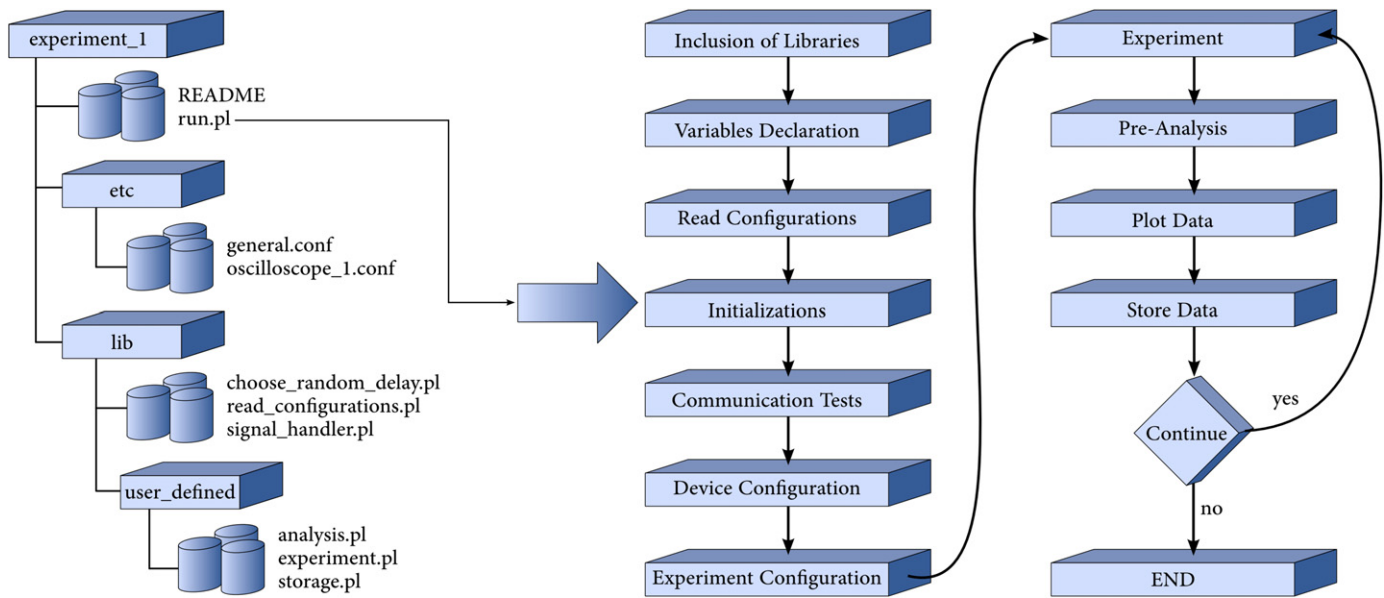 experiment_1
README
run.pl
etc
general.conf
oscilloscope_1.conf
lib
choose_random_delay.pl
read_configurations.pl
signal_handler.pl
user_defined
analysis.pl
experiment.pl
storage.pl
Inclusion of Libraries
Variables Declaration
Read Configurations
Initializations
Communication Tests
Device Configuration
Experiment Configuration
Experiment
Pre-Analysis
Plot Data
Store Data
Continue
yes
no
END